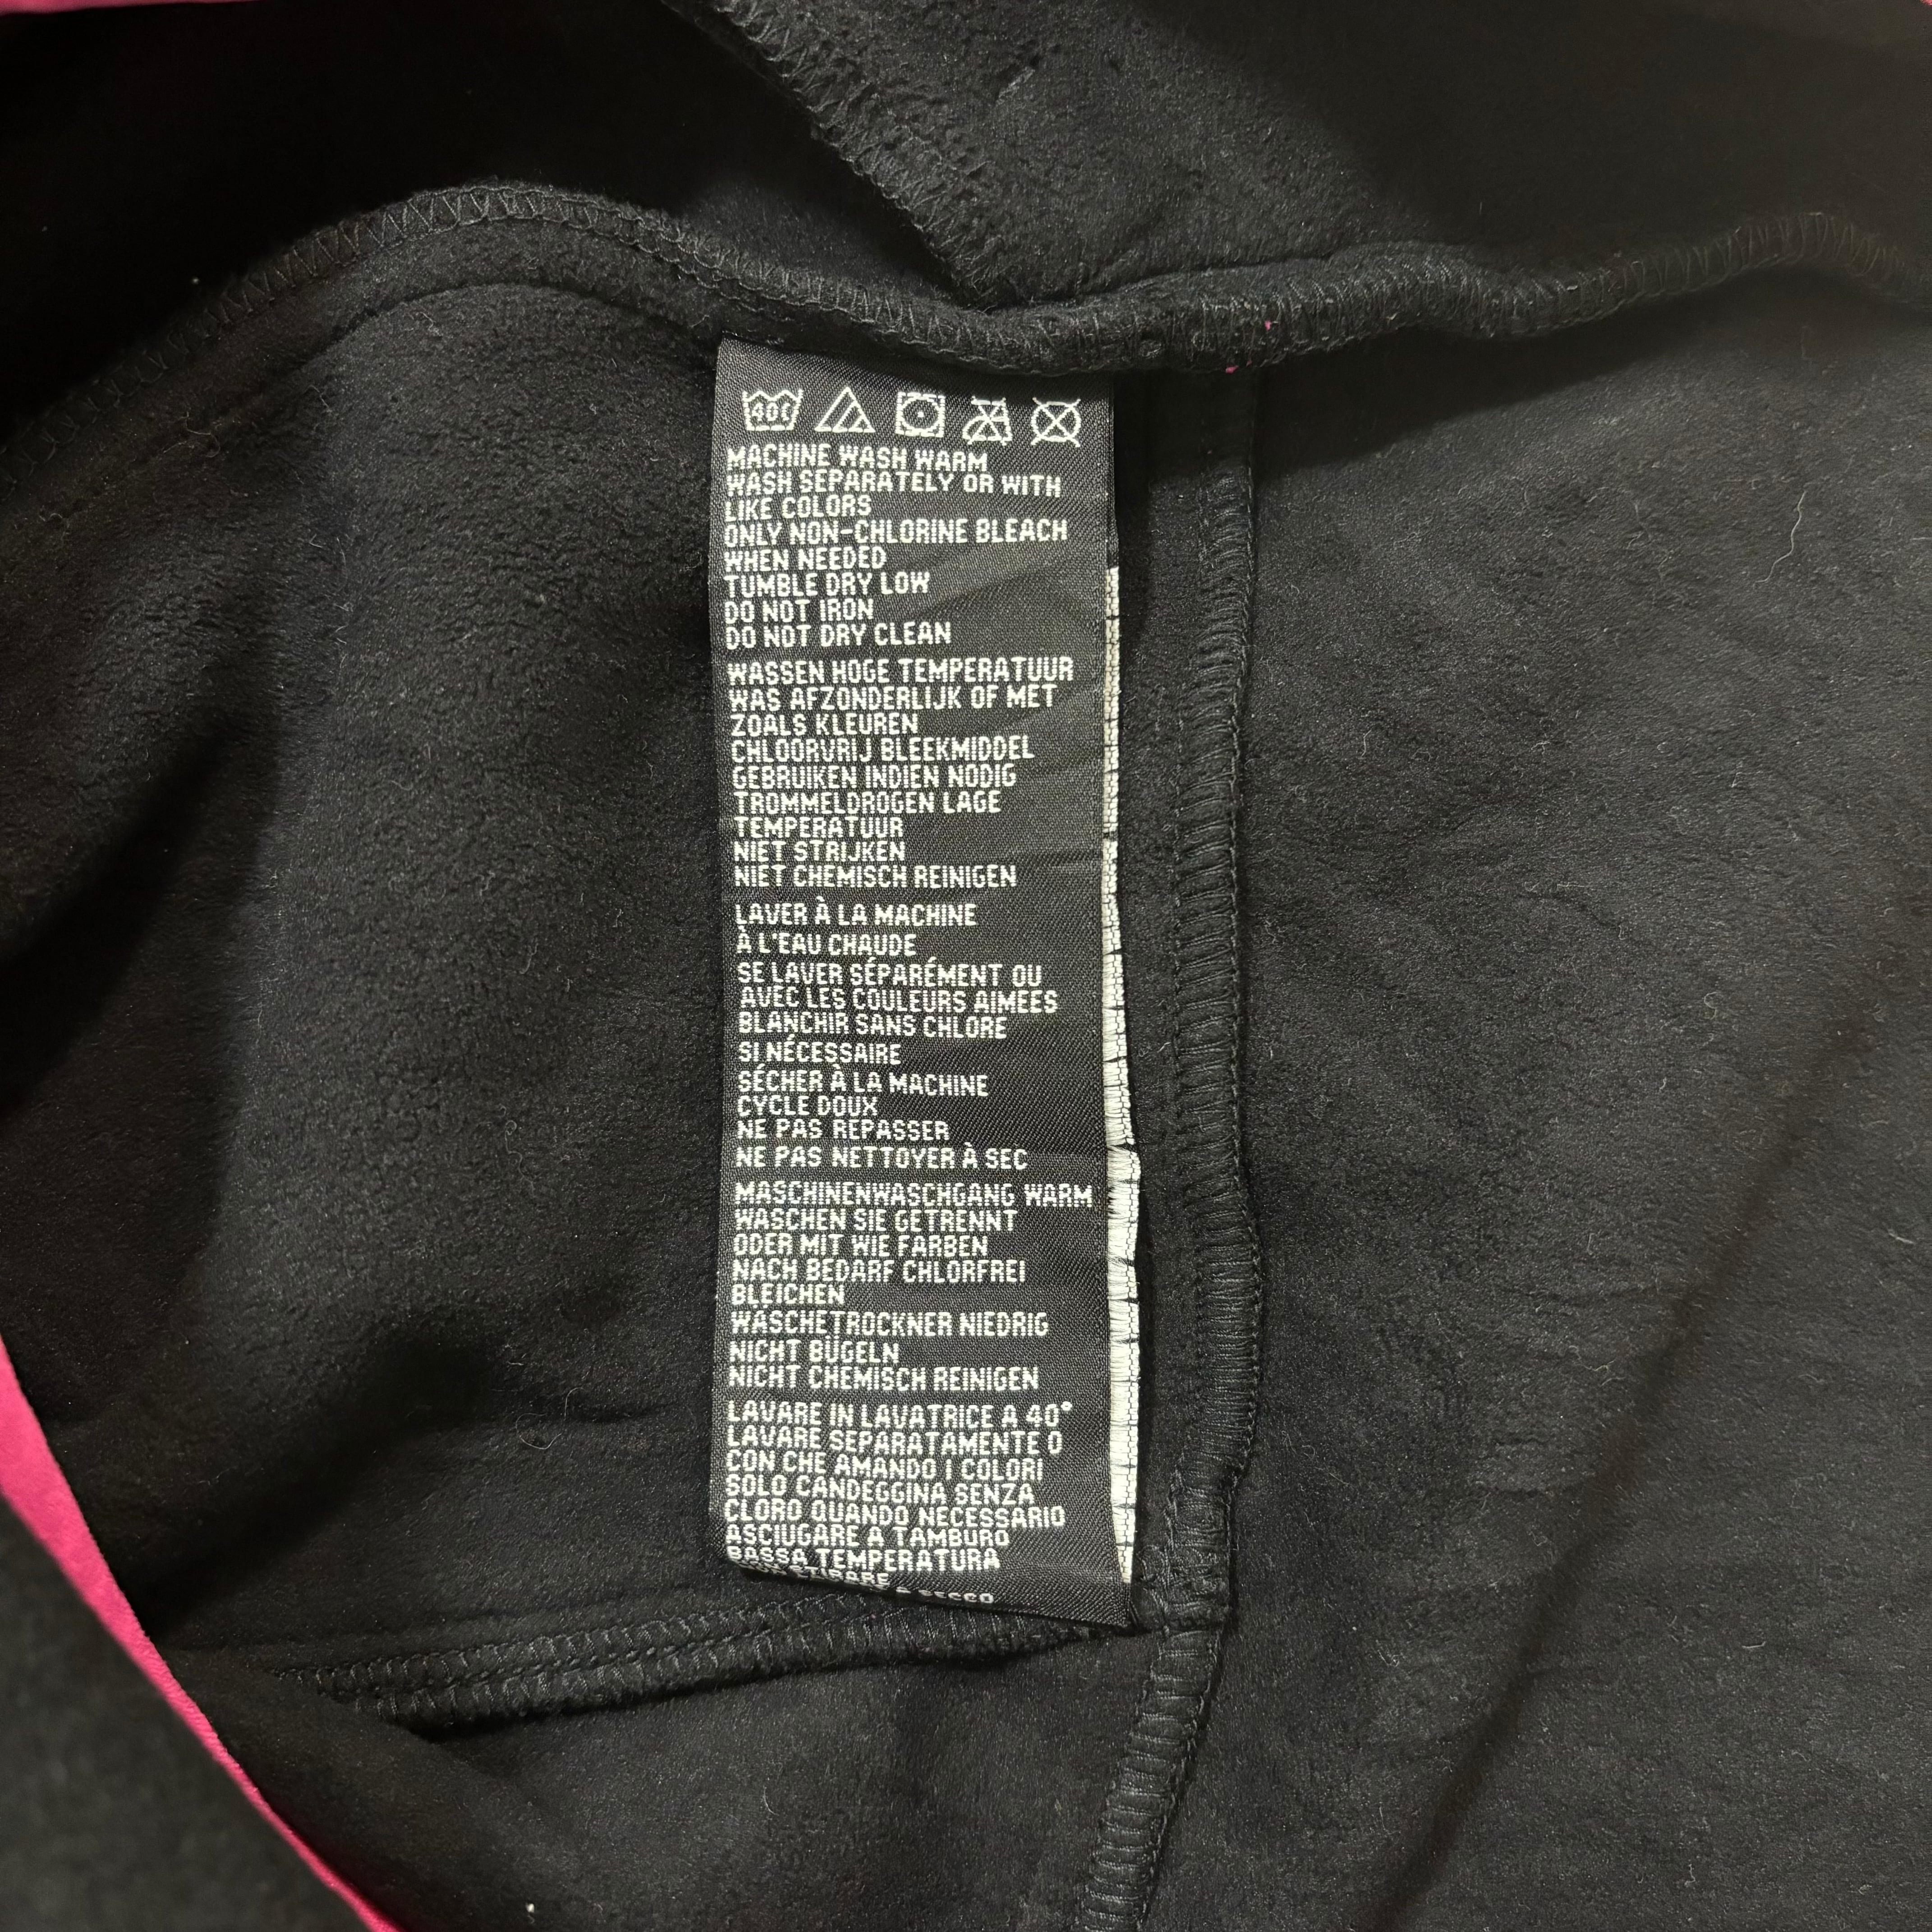 40C
MACHINE WASH WARM
WASH SEPARATELY OR WITH
LIKE COLORS
ONLY NON-CHLORINE BLEACH
WHEN NEEDED
TUMBLE DRY LOW
DO NOT IRON
DO NOT DRY CLEAN
WASSEN HOGE TEMPERATUUR
WAS AFZONDERLIJK OF MET
ZOALS KLEUREN
CHLOORVRIJ BLEEKMIDDEL
GEBRUIKEN INDIEN NODIG
TROMMELDROGEN LAGE
TEMPERATUUR
NIET STRIJKEN
NIET CHEMISCH REINIGEN
LAVER À LA MACHINE
À L'EAU CHAUDE
SE LAVER SÉPARÉMENT OU
AVEC LES COULEURS AIMEES
BLANCHIR SANS CHLORE
SI NÉCESSAIRE
SÉCHER À LA MACHINE
CYCLE DOUX
NE PAS REPASSER
NE PAS NETTOYER À SEC
MASCHINENWASCHGANG WARM
WASCHEN SIE GETRENNT
ODER MIT WIE FARBEN
NACH BEDARF CHLORFREI
BLEICHEN
WÄSCHETROCKNER NIEDRIG
NICHT BÜGELN
NICHT CHEMISCH REINIGEN
LAVARE IN LAVATRICE A 40°
LAVARE SEPARATAMENTE O
CON CHE AMANDO I COLORI
SOLO CANDEGGINA SENZA
CLORO QUANDO NECESSARIO
ASCIUGARE A TAMBURO
BASSA TEMPERATURA
STIRARE
A SECCO